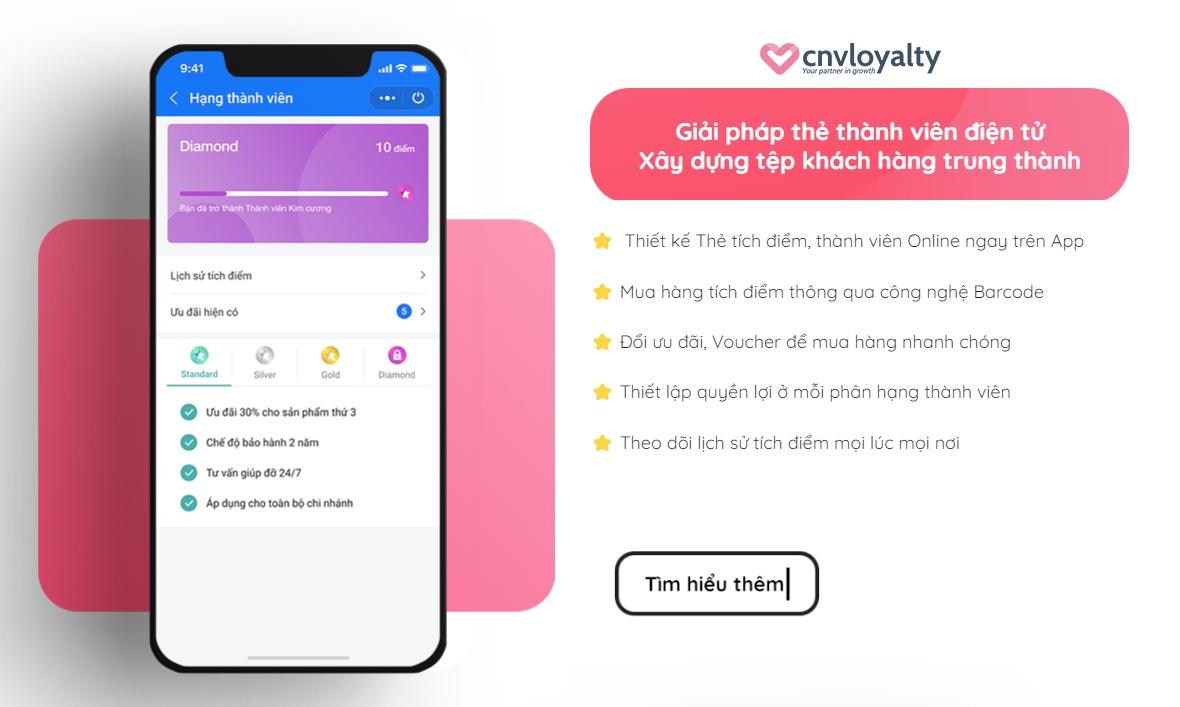 9:41
Hạng thành viên
Diamond
10 điểm
Bạn đã trở thành Thành viên Kim cương
Lịch sử tích điểm
Ưu đãi hiện có
5
Standard
Silver
Gold
Diamond
Ưu đãi 30% cho sản phẩm thứ 3
Chế độ bảo hành 2 năm
Tư vấn giúp đỡ 24/7
Áp dụng cho toàn bộ chi nhánh
cnvloyalty
Your partner in growth
Giải pháp thẻ thành viên điện tử
Xây dựng tệp khách hàng trung thành
Thiết kế Thẻ tích điểm, thành viên Online ngay trên App
Mua hàng tích điểm thông qua công nghệ Barcode
Đổi ưu đãi, Voucher để mua hàng nhanh chóng
Thiết lập quyền lợi ở mỗi phân hạng thành viên
Theo dõi lịch sử tích điểm mọi lúc mọi nơi
Tìm hiểu thêm